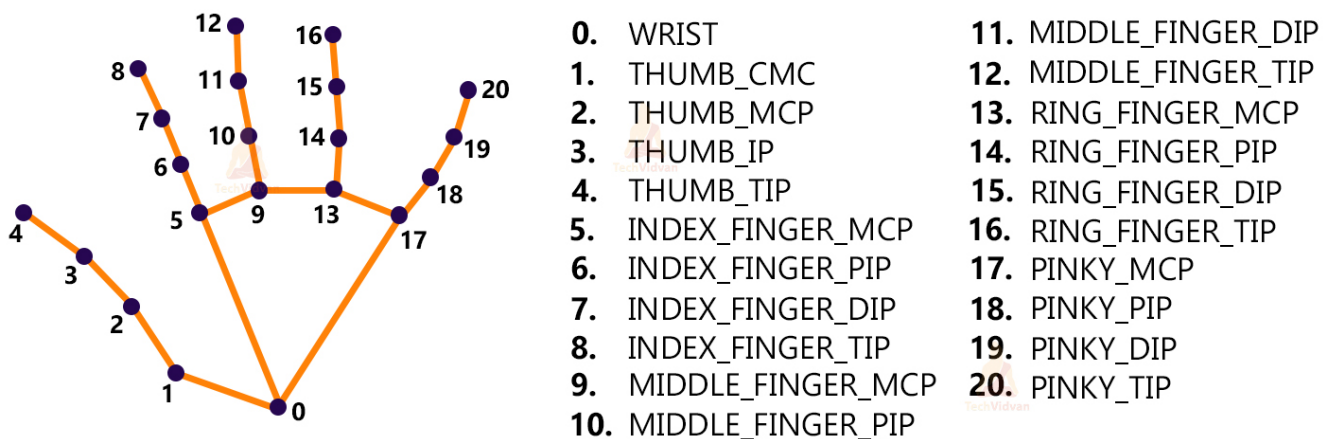 12
16
8
11
15
20
7
10
14
19
6
18
5
9
13
17
4
3
2
1
0
TechVidvan
0. WRIST
1. THUMB_CMC
2. THUMB_MCP
3. THUMB_IP
4. THUMB_TIP
5. INDEX_FINGER_MCP
6. INDEX_FINGER_PIP
7. INDEX_FINGER_DIP
8. INDEX_FINGER_TIP
9. MIDDLE_FINGER_MCP
10. MIDDLE_FINGER_PIP
TechVidvan
11. MIDDLE_FINGER_DIP
12. MIDDLE_FINGER_TIP
13. RING_FINGER_MCP
14. RING_FINGER_PIP
15. RING_FINGER_DIP
16. RING_FINGER_TIP
17. PINKY_MCP
18. PINKY_PIP
19. PINKY_DIP
20. PINKY_TIP
TechVidvan